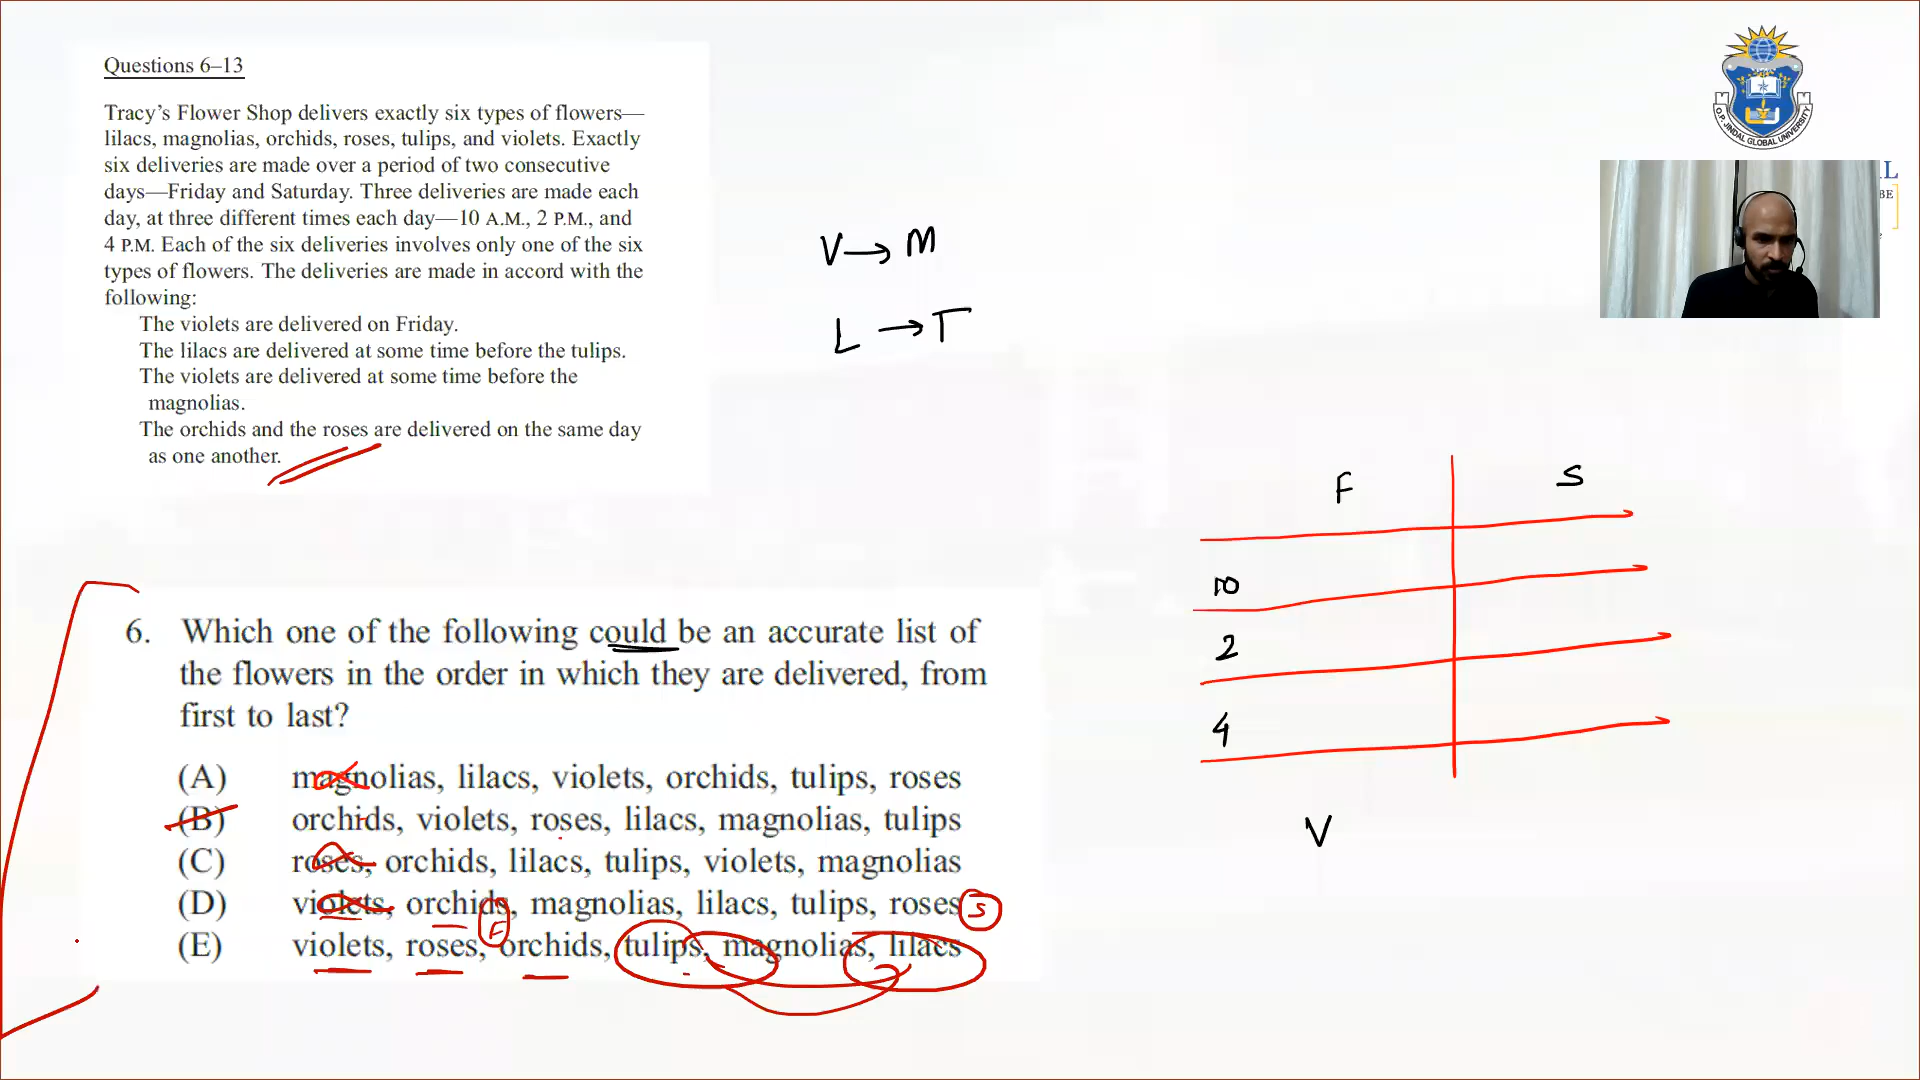 Questions 6–13
Tracy's Flower Shop delivers exactly six types of flowers—
lilacs, magnolias, orchids, roses, tulips, and violets. Exactly
six deliveries are made over a period of two consecutive
days—Friday and Saturday. Three deliveries are made each
day, at three different times each day—10 A.M., 2 P.M., and
4 P.M. Each of the six deliveries involves only one of the six
types of flowers. The deliveries are made in accord with the
following:
The violets are delivered on Friday.
The lilacs are delivered at some time before the tulips.
The violets are delivered at some time before the
magnolias.
The orchids and the roses are delivered on the same day
as one another.
V → M
L → T
6. Which one of the following could be an accurate list of
the flowers in the order in which they are delivered, from
first to last?
(A) magnolias, lilacs, violets, orchids, tulips, roses
(B) orchids, violets, roses, lilacs, magnolias, tulips
(C) roses, orchids, lilacs, tulips, violets, magnolias
(D) violets, orchids, magnolias, lilacs, tulips, roses
S
F
(E) violets, roses, orchids, tulips, magnolias, lilacs
F S
10
2
4
V
O.P. JINDAL GLOBAL UNIVERSITY
L
BE